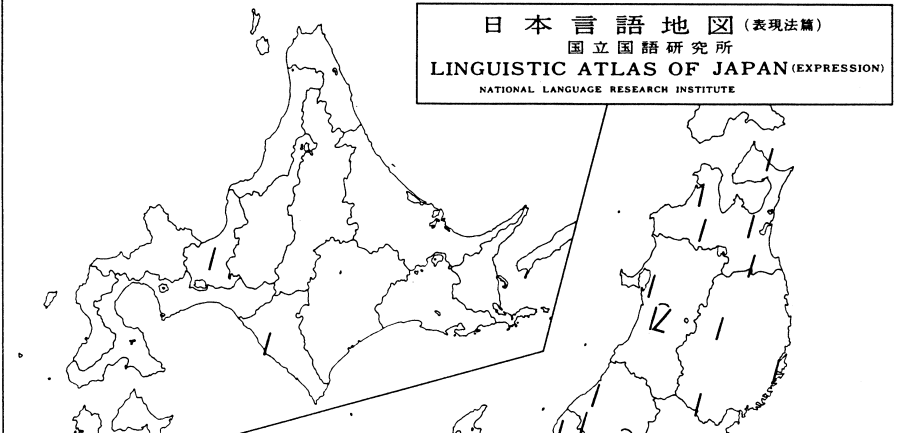 日本言語地図(表現法篇)
国立国語研究所
LINGUISTIC ATLAS OF JAPAN(EXPRESSION)
NATIONAL LANGUAGE RESEARCH INSTITUTE